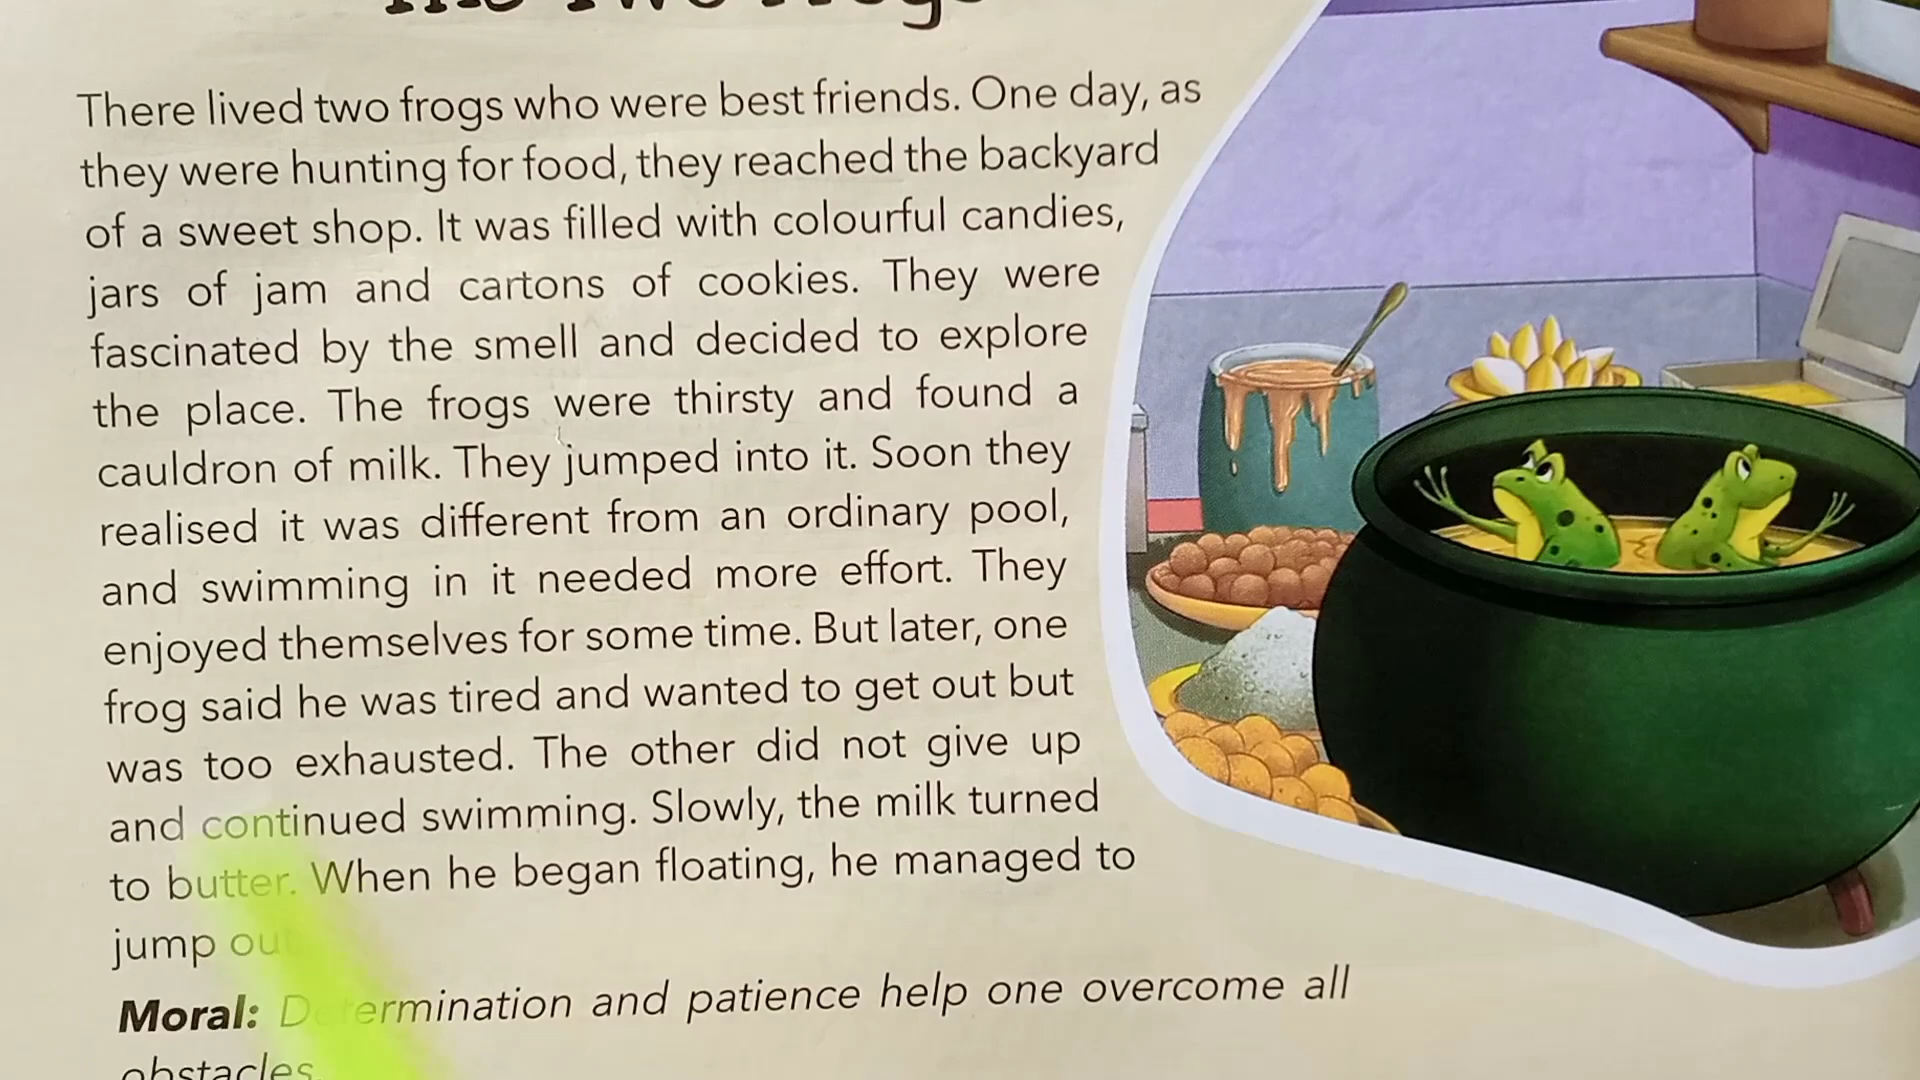 The Two Frogs
There lived two frogs who were best friends. One day, as
they were hunting for food, they reached the backyard
of a sweet shop. It was filled with colourful candies,
jars of jam and cartons of cookies. They were
fascinated by the smell and decided to explore
the place. The frogs were thirsty and found a
cauldron of milk. They jumped into it. Soon they
realised it was different from an ordinary pool,
and swimming in it needed more effort. They
enjoyed themselves for some time. But later, one
frog said he was tired and wanted to get out but
was too exhausted. The other did not give up
and continued swimming. Slowly, the milk turned
to butter. When he began floating, he managed to
jump out
Moral: Determination and patience help one overcome all
obstacles.